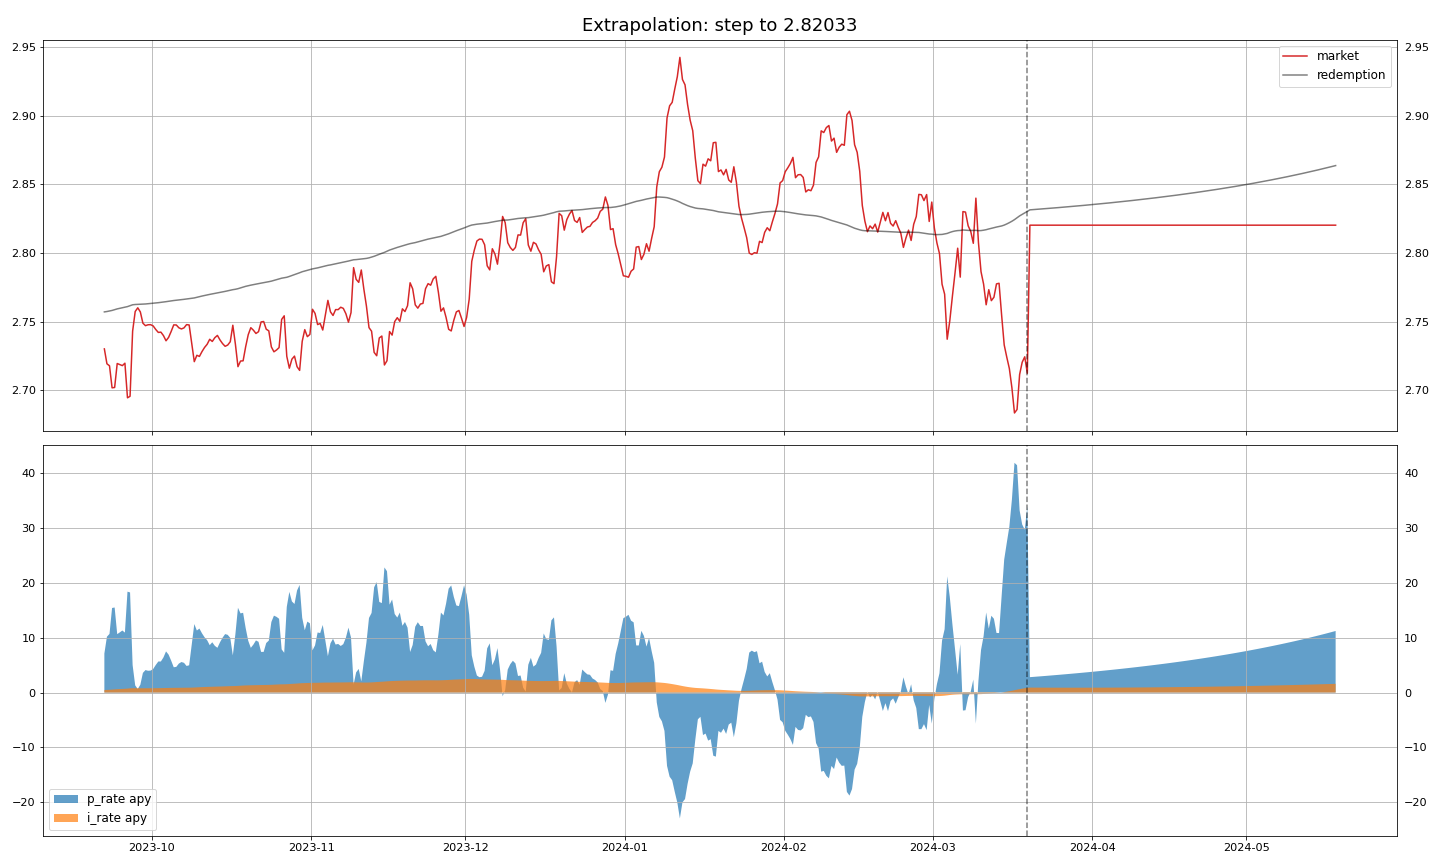 Extrapolation: step to 2.82033
2.95 2.95
2.90 2.90
2.85 2.85
2.80 2.80
2.75 2.75
2.70 2.70
market
redemption
40 40
30 30
20 20
10 10
0 0
−10 −10
−20 −20
p_rate apy
i_rate apy
2023-10 2023-11 2023-12 2024-01 2024-02 2024-03 2024-04 2024-05